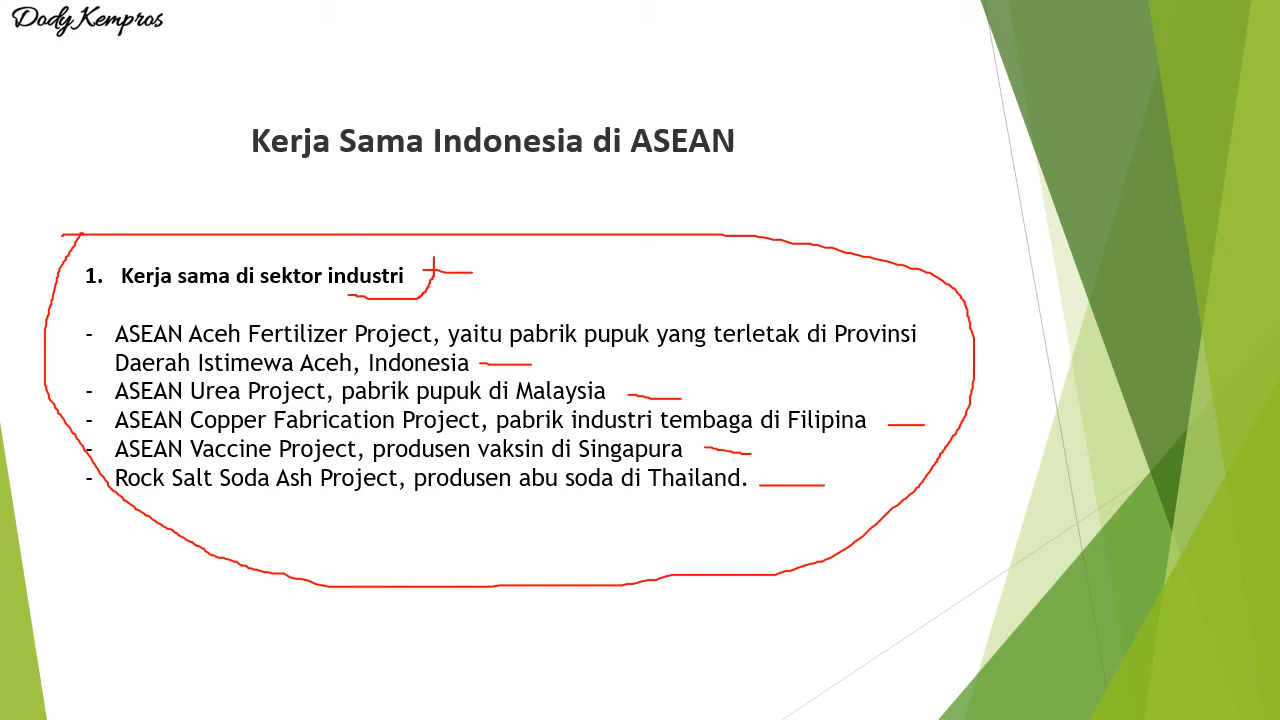 Dody Kempros
Kerja Sama Indonesia di ASEAN
1. Kerja sama di sektor industri
- ASEAN Aceh Fertilizer Project, yaitu pabrik pupuk yang terletak di Provinsi
Daerah Istimewa Aceh, Indonesia
- ASEAN Urea Project, pabrik pupuk di Malaysia
- ASEAN Copper Fabrication Project, pabrik industri tembaga di Filipina
- ASEAN Vaccine Project, produsen vaksin di Singapura
- Rock Salt Soda Ash Project, produsen abu soda di Thailand.